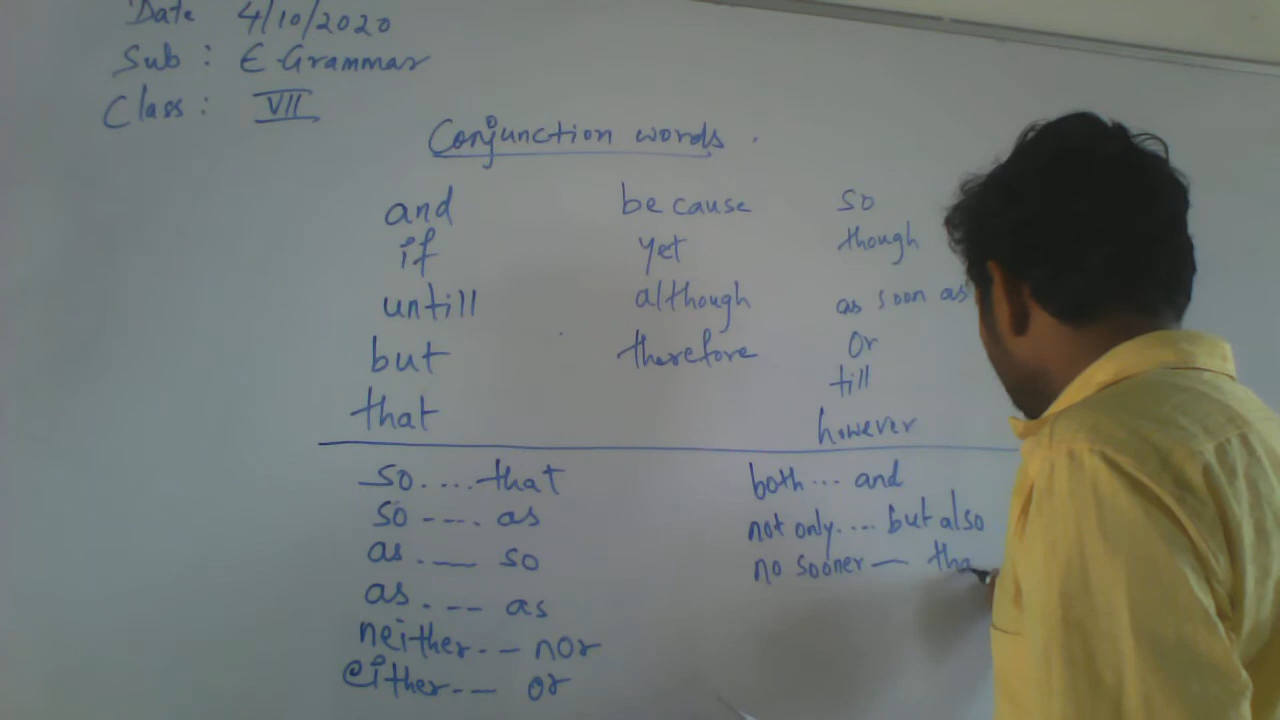 Date 4/10/2020
Sub : E Grammar
Class : VII
Conjunction words.
and because so
if yet though
untill although as soon as
but therefore or
till
that however
so....that both... and
so ----. as not only.... but also
as .__ so no sooner — tha
as . --- as
neither -- nor
either -- or